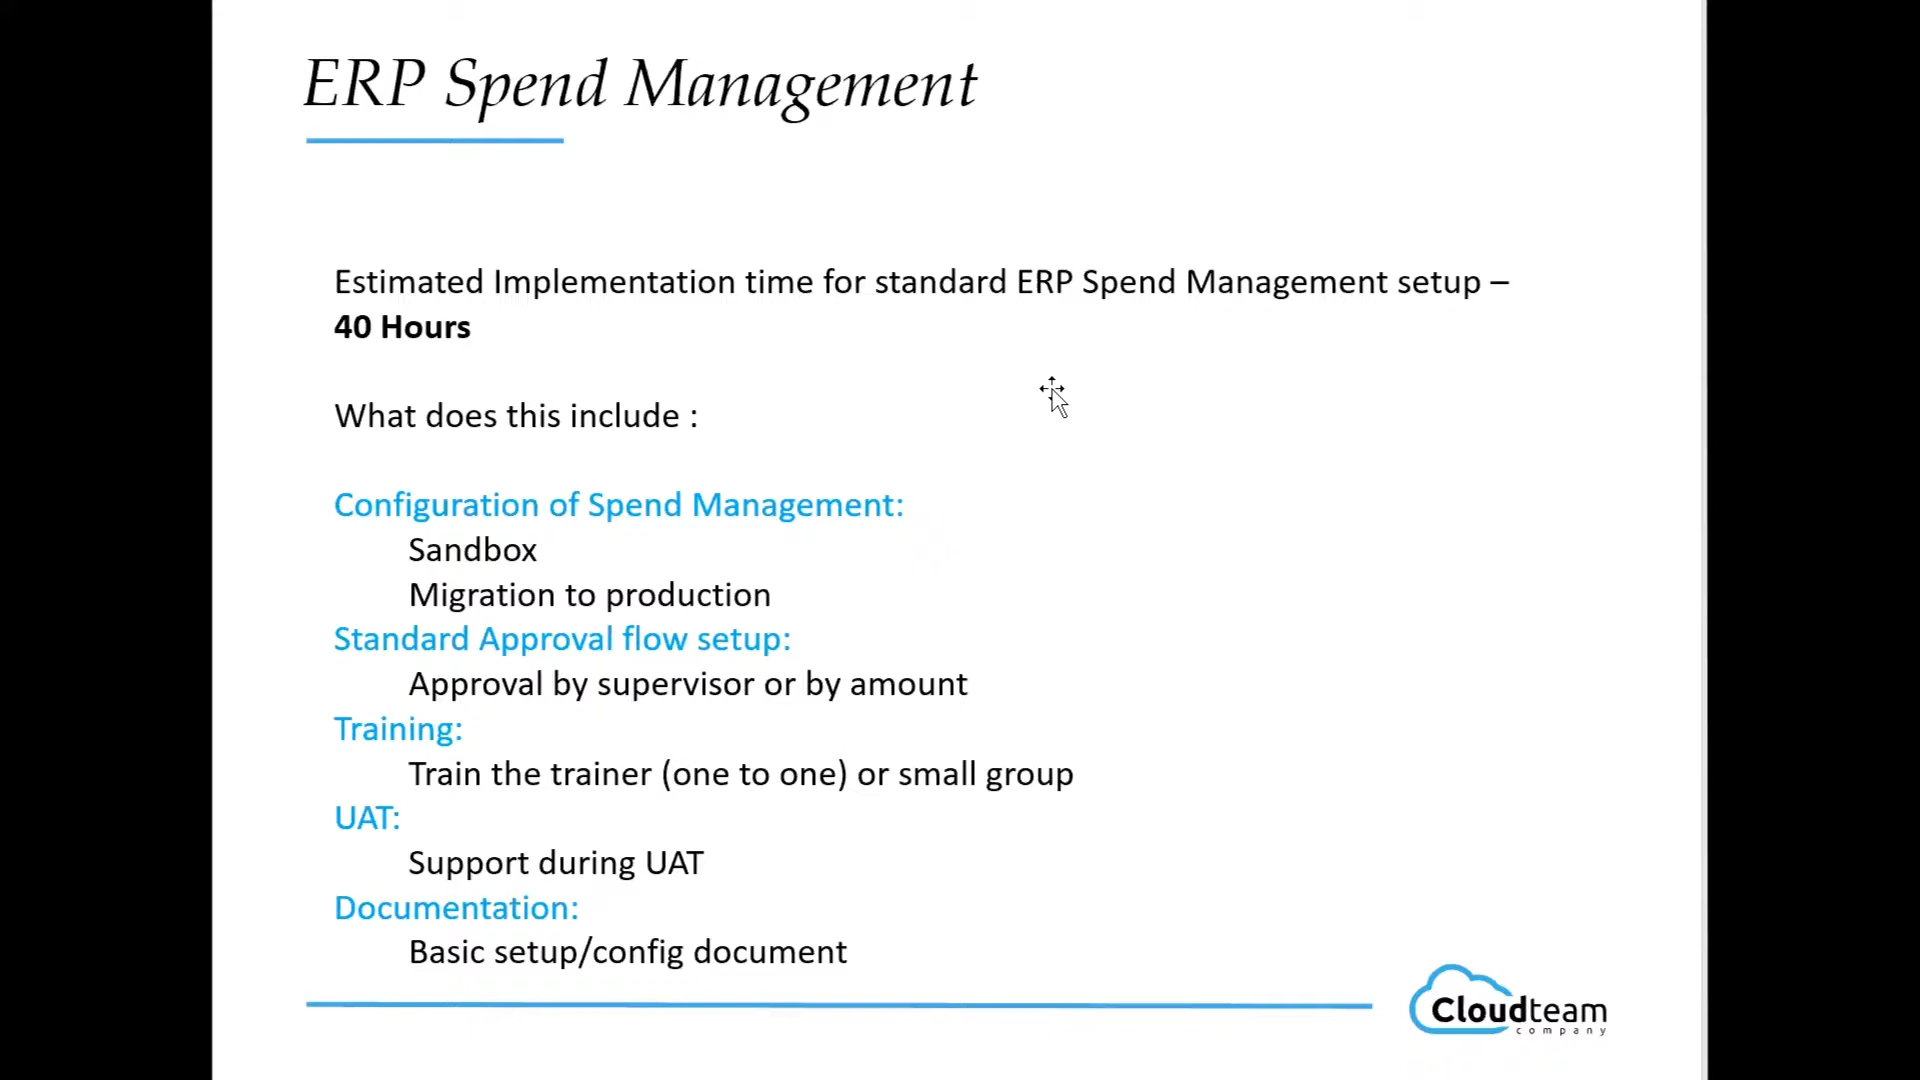 ERP Spend Management
Estimated Implementation time for standard ERP Spend Management setup –
40 Hours
What does this include :
Configuration of Spend Management:
Sandbox
Migration to production
Standard Approval flow setup:
Approval by supervisor or by amount
Training:
Train the trainer (one to one) or small group
UAT:
Support during UAT
Documentation:
Basic setup/config document
Cloudteam
company